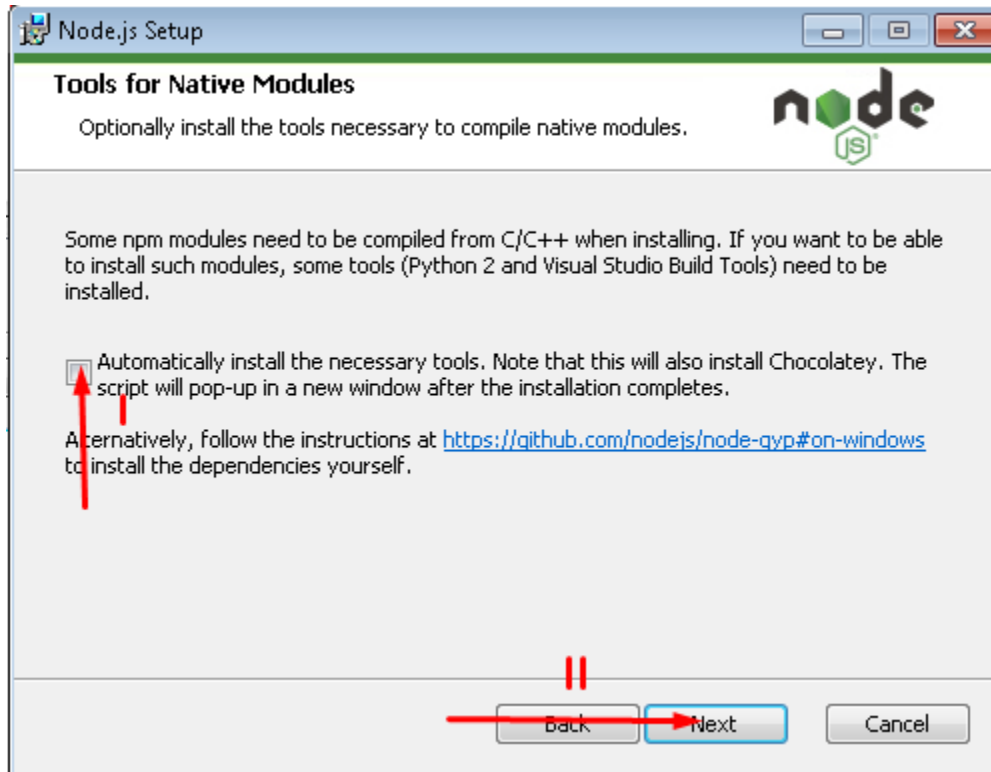 Node.js Setup
Tools for Native Modules
Optionally install the tools necessary to compile native modules.
node
JS
Some npm modules need to be compiled from C/C++ when installing. If you want to be able
to install such modules, some tools (Python 2 and Visual Studio Build Tools) need to be
installed.
Automatically install the necessary tools. Note that this will also install Chocolatey. The
script will pop-up in a new window after the installation completes.
I
Alternatively, follow the instructions at https://github.com/nodejs/node-gyp#on-windows
to install the dependencies yourself.
II
Back Next Cancel